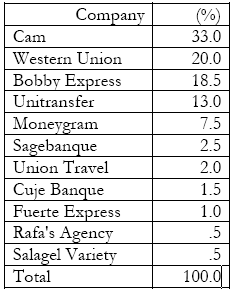 Company (%)
Cam 33.0
Western Union 20.0
Bobby Express 18.5
Unitransfer 13.0
Moneygram 7.5
Sagebanque 2.5
Union Travel 2.0
Cuje Banque 1.5
Fuerte Express 1.0
Rafa's Agency .5
Salagel Variety .5
Total 100.0